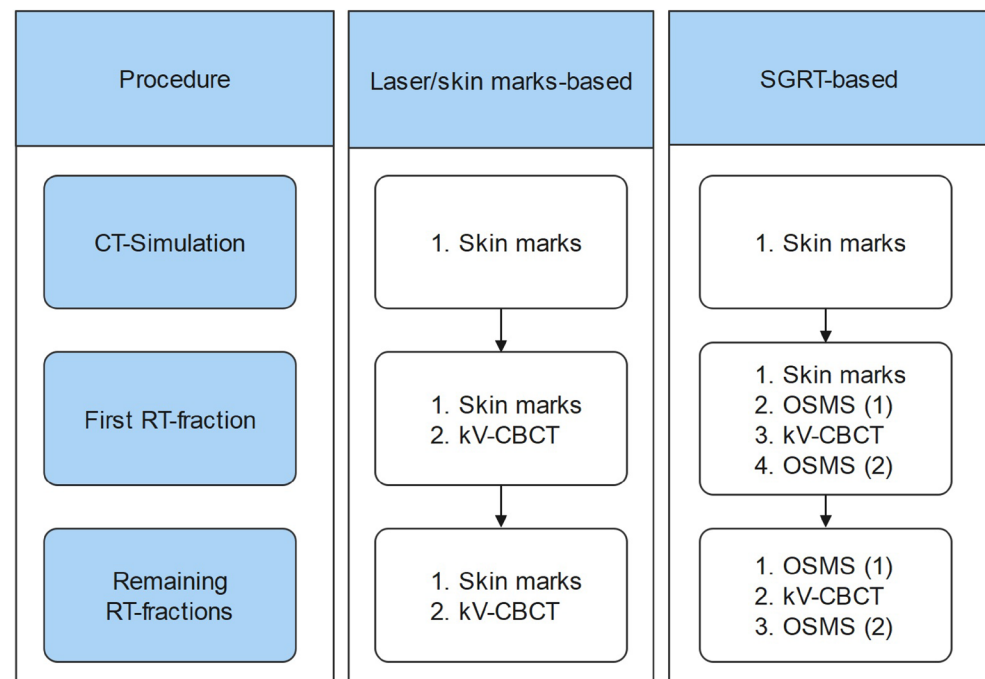 Procedure
Laser/skin marks-based
SGRT-based
CT-Simulation
1. Skin marks
1. Skin marks
First RT-fraction
1. Skin marks
2. kV-CBCT
1. Skin marks
2. OSMS (1)
3. kV-CBCT
4. OSMS (2)
Remaining
RT-fractions
1. Skin marks
2. kV-CBCT
1. OSMS (1)
2. kV-CBCT
3. OSMS (2)